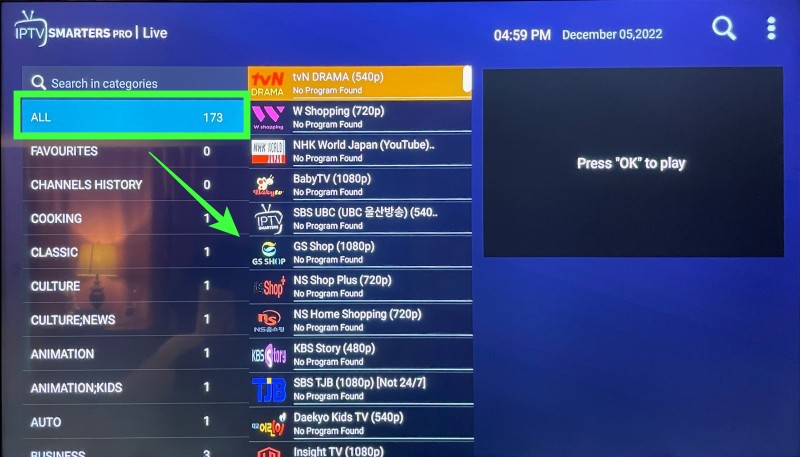 IPTV SMARTERS PRO | Live
04:59 PM December 05,2022
Search in categories
ALL 173
FAVOURITES 0
CHANNELS HISTORY 0
COOKING 1
CLASSIC 1
CULTURE 1
CULTURE;NEWS 1
ANIMATION 1
ANIMATION;KIDS 1
AUTO 1
BUSINESS 3
tvN DRAMA
tvN DRAMA (540p)
No Program Found
W shopping
W Shopping (720p)
No Program Found
NHK WORLD
NHK World Japan (YouTube)..
No Program Found
Baby tv
BabyTV (1080p)
No Program Found
IPTV SMARTERS
SBS UBC (UBC 울산방송) (540..
No Program Found
GS SHOP
GS Shop (1080p)
No Program Found
Shop+
NS Shop Plus (720p)
No Program Found
ns
NS홈쇼핑
NS Home Shopping (720p)
No Program Found
KBS Story
KBS Story (480p)
No Program Found
TJB
SBS TJB (1080p) [Not 24/7]
No Program Found
어린이
Daekyo Kids TV (540p)
No Program Found
Insight TV (1080p)
Press "OK" to play